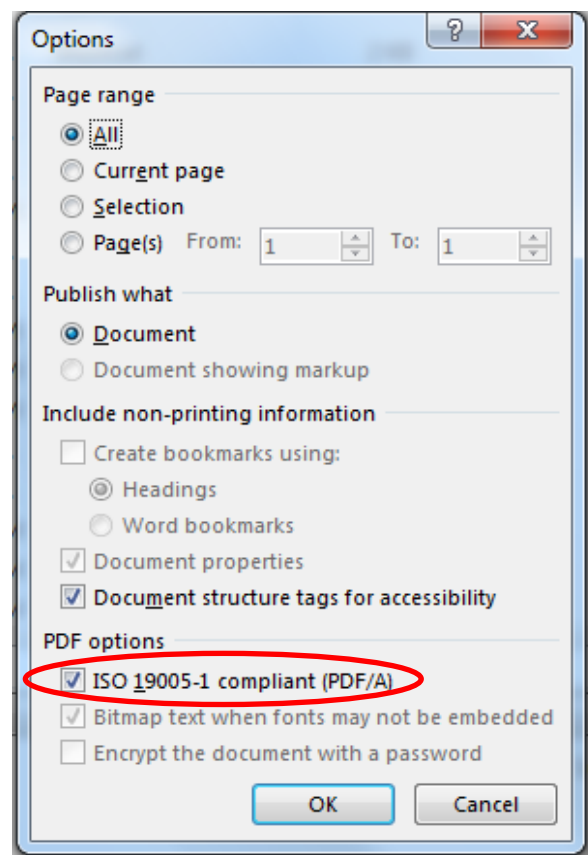 Options
Page range
All
Current page
Selection
Page(s) From: 1 To: 1
Publish what
Document
Document showing markup
Include non-printing information
Create bookmarks using:
Headings
Word bookmarks
Document properties
Document structure tags for accessibility
PDF options
ISO 19005-1 compliant (PDF/A)
Bitmap text when fonts may not be embedded
Encrypt the document with a password
OK Cancel